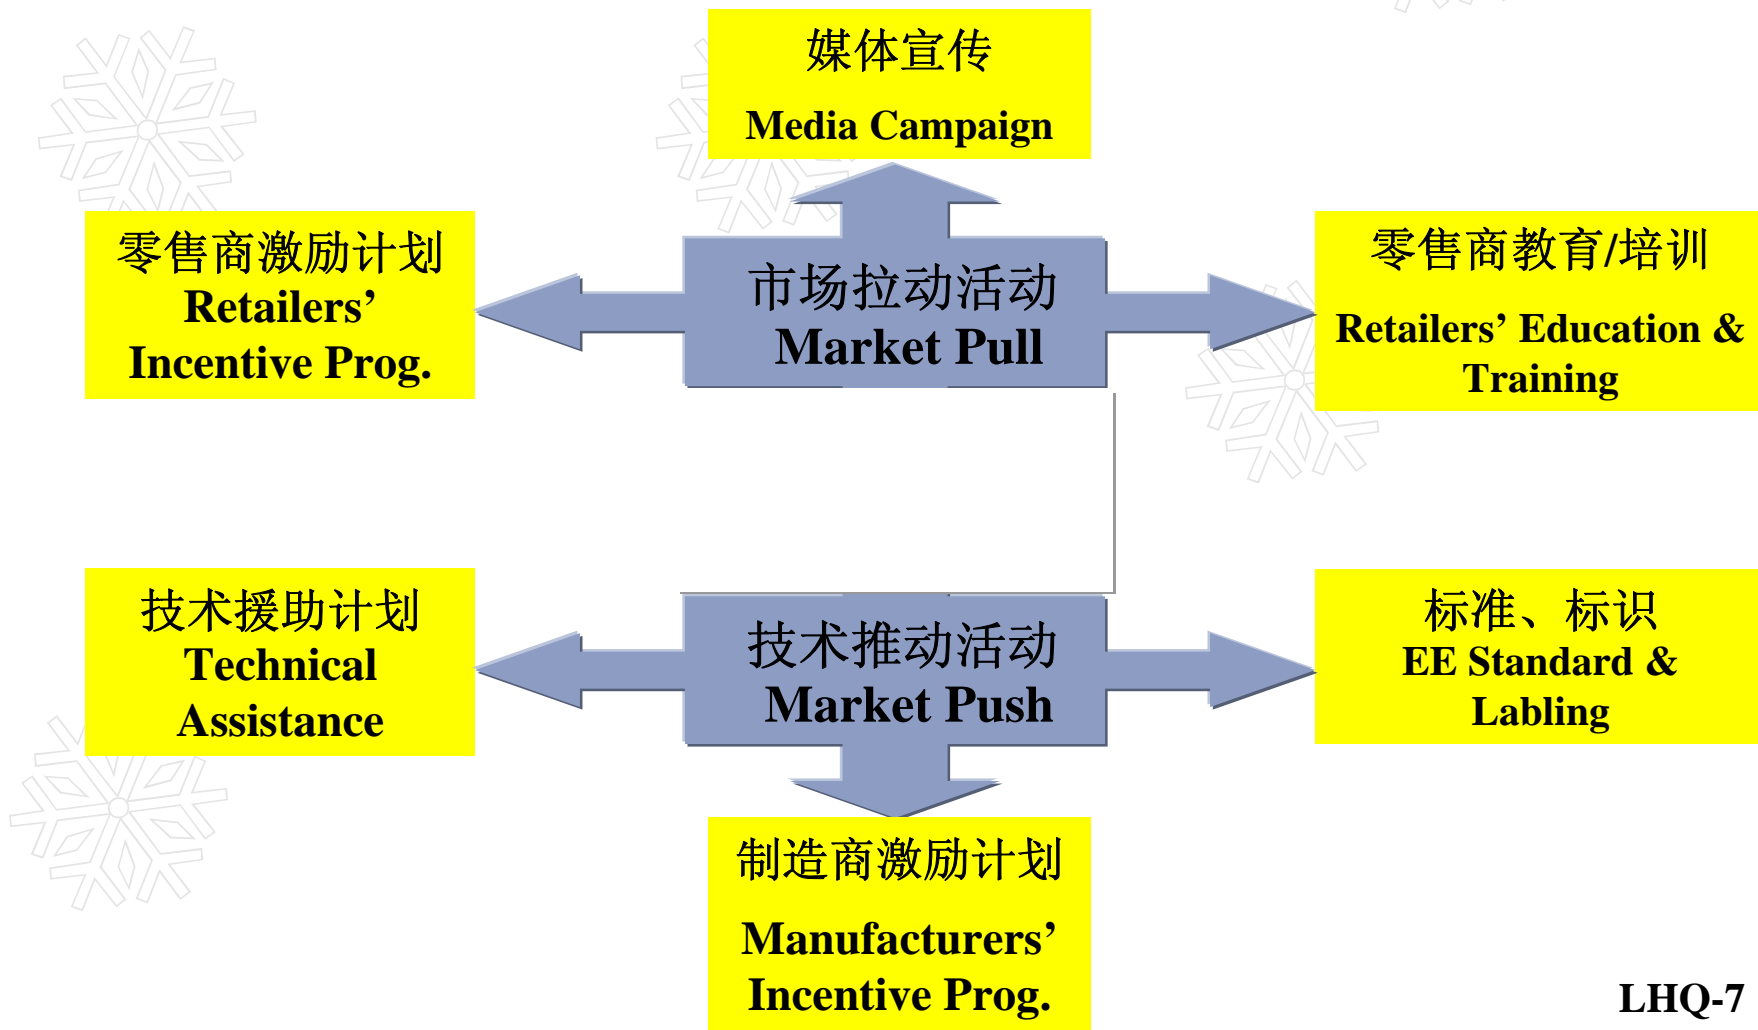 媒体宣传
Media Campaign
零售商激励计划
Retailers’
Incentive Prog.
市场拉动活动
Market Pull
零售商教育/培训
Retailers’ Education &
Training
技术援助计划
Technical
Assistance
技术推动活动
Market Push
标准、标识
EE Standard &
Labling
制造商激励计划
Manufacturers’
Incentive Prog.
LHQ-7